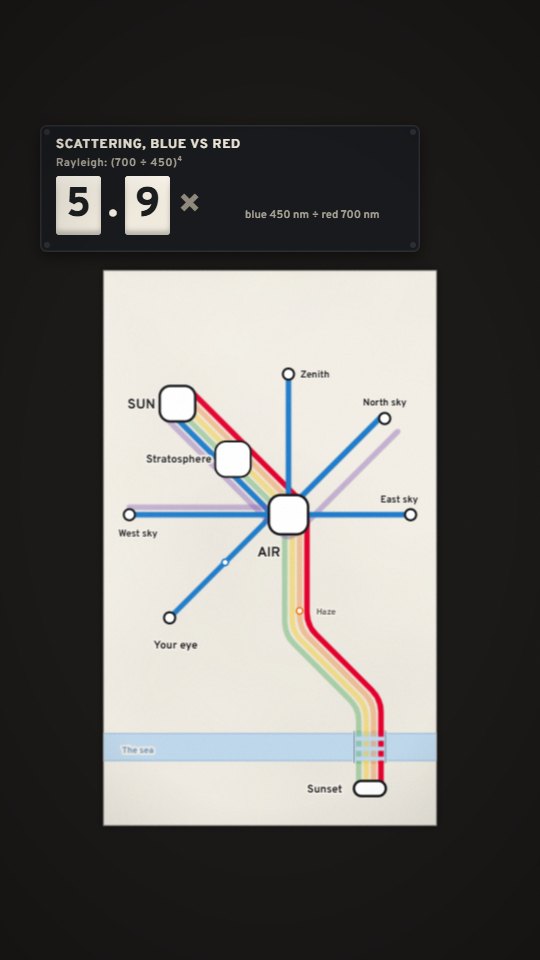 SCATTERING, BLUE VS RED
Rayleigh: (700 ÷ 450)⁴
5.9×
blue 450 nm ÷ red 700 nm
Zenith
SUN
North sky
Stratosphere
East sky
West sky
AIR
Haze
Your eye
The sea
Sunset